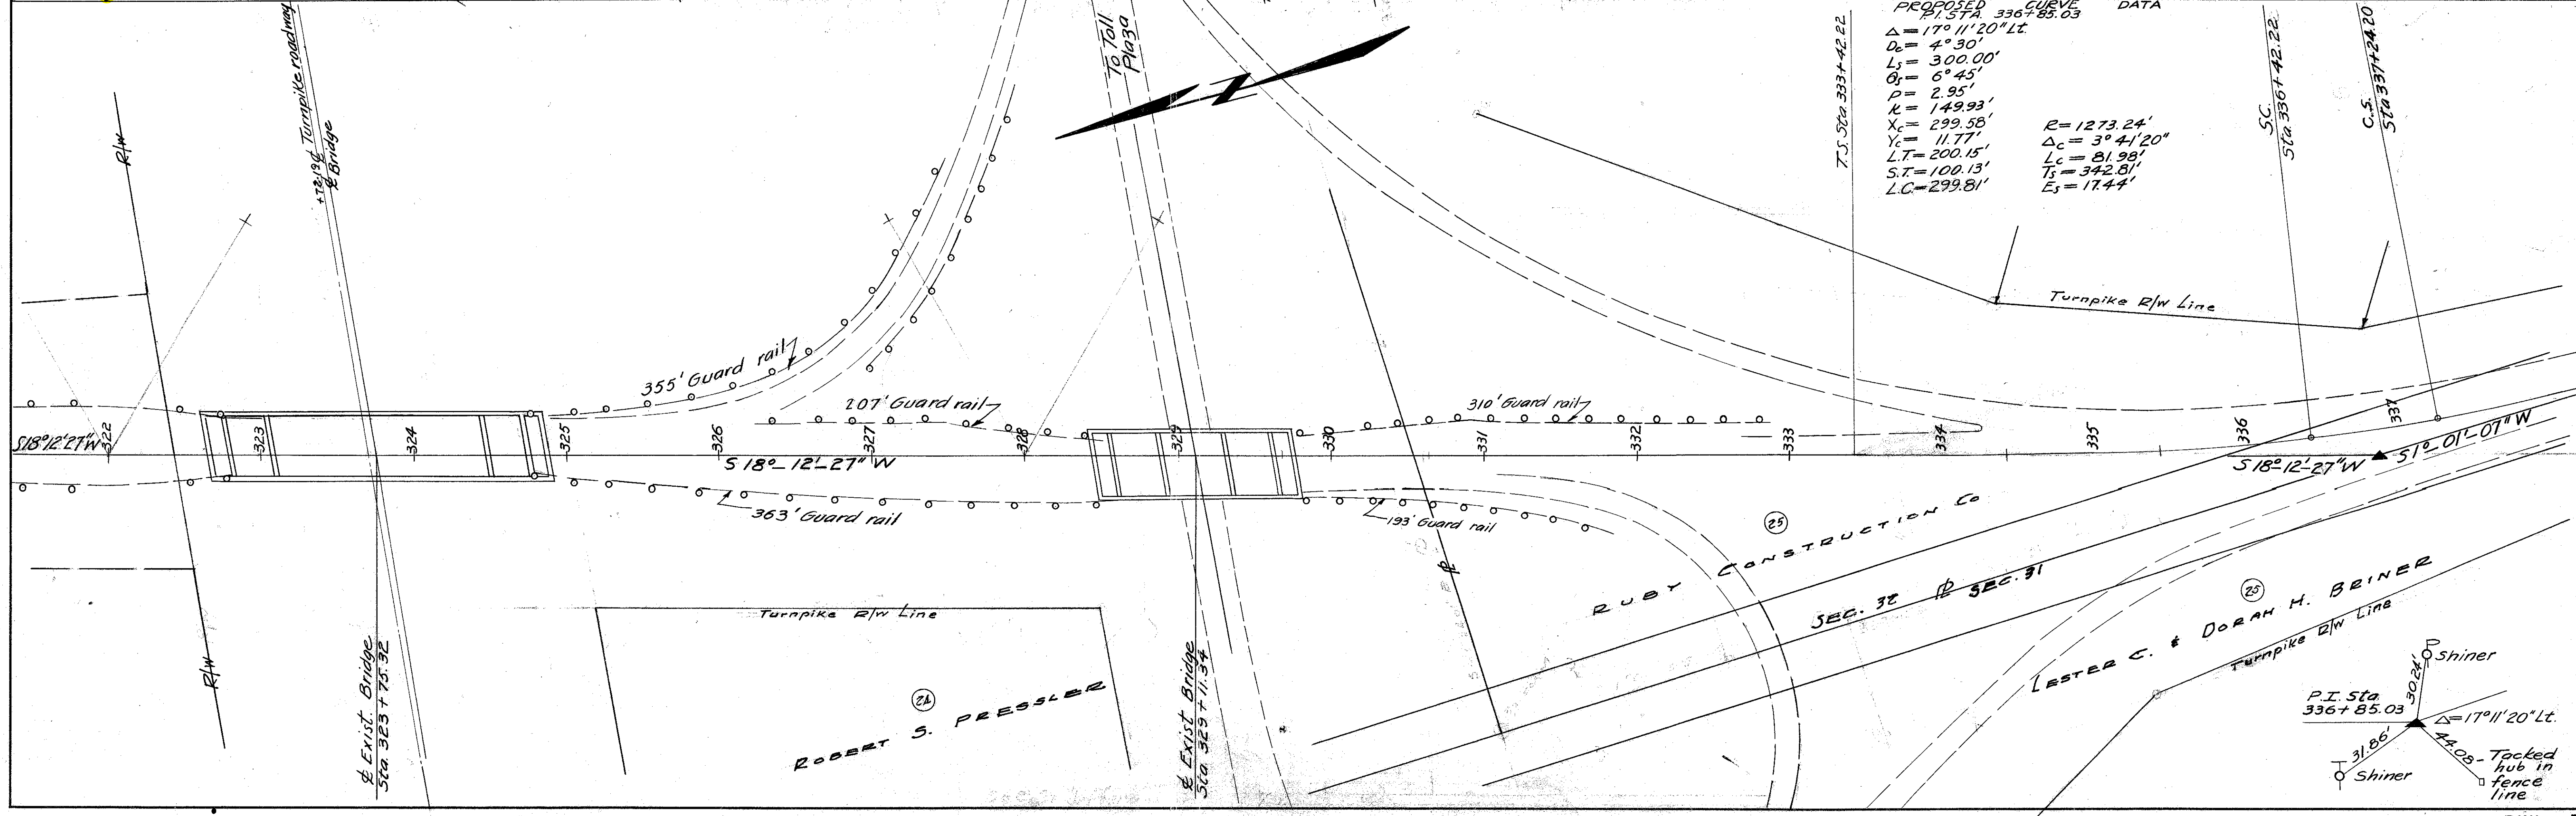 PROPOSED CURVE DATA
P.I. STA. 336+85.03
Δ = 17° 11' 20" Lt.
Dc = 4° 30'
Ls = 300.00'
θs = 6° 45'
P = 2.95'
K = 149.93'
Xc = 299.58'
Yc = 11.77'
L.T. = 200.15'
S.T. = 100.13'
L.C. = 299.81'
R = 1273.24'
Δc = 3° 41' 20"
Lc = 81.98'
Ts = 342.81'
Es = 17.44'
R/W
℄ Turnpike roadway
+72.19
℄ Bridge
To Toll
Plaza
T.S. Sta. 333+42.22
S.C.
Sta 336+42.22
C.S.
Sta 337+24.20
Turnpike R/W Line
355' Guard rail
207' Guard rail
310' Guard rail
S18°12'27"W
322
323
324
325
326
327
328
329
330
331
332
333
334
335
336
337
S 18°-12'-27" W
S 18°-12'-27" W
S1°-01'-07" W
363' Guard rail
193' Guard rail
RUBY CONSTRUCTION Co
25
SEC. 32 ⅊ SEC. 31
25
LESTER C. & DORAH H. BRINER
Turnpike R/W Line
Turnpike R/W Line
R/W
℄ Exist. Bridge
Sta. 323+75.32
24
ROBERT S. PRESSLER
℄ Exist Bridge
Sta. 329+11.34
⅊
P.I. Sta.
336+85.03
30.24'
Shiner
Δ=17°11'20" Lt.
31.86'
Shiner
44.08-Tacked
hub in
fence
line